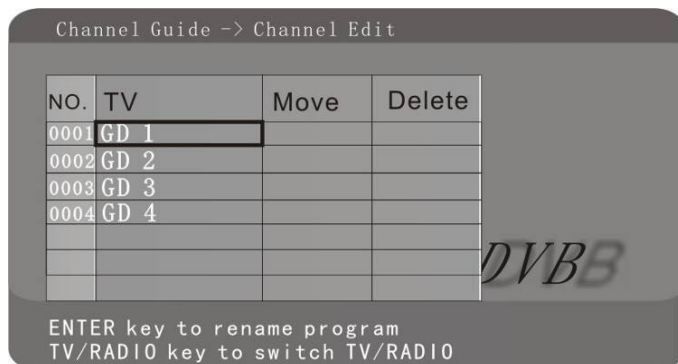 Channel Guide -> Channel Edit
NO. TV Move Delete
0001 GD 1
0002 GD 2
0003 GD 3
0004 GD 4
DVB
ENTER key to rename program
TV/RADIO key to switch TV/RADIO